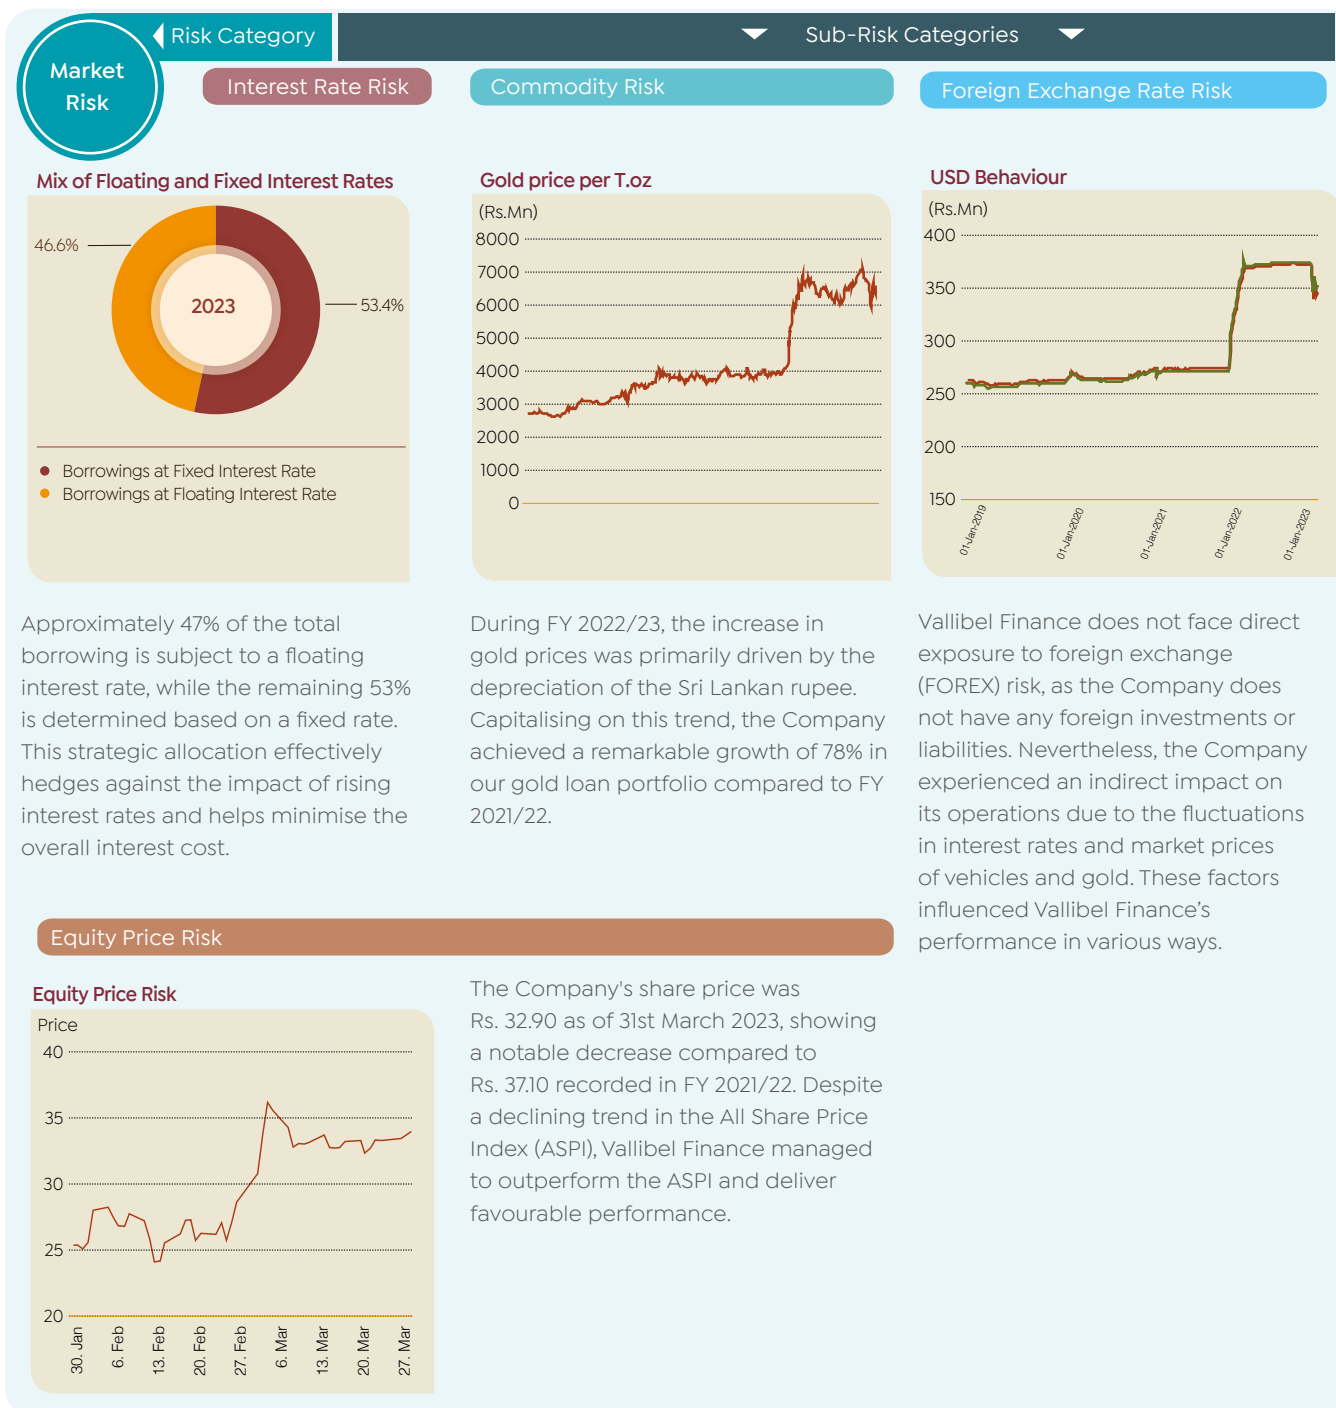 Risk Category
Sub-Risk Categories
Market
Risk
Interest Rate Risk
Commodity Risk
Foreign Exchange Rate Risk
Mix of Floating and Fixed Interest Rates
46.6%
2023
53.4%
Borrowings at Fixed Interest Rate
Borrowings at Floating Interest Rate
Gold price per T.oz
(Rs.Mn)
8000
7000
6000
5000
4000
3000
2000
1000
0
USD Behaviour
(Rs.Mn)
400
350
300
250
200
150
01-Jan-2019
01-Jan-2020
01-Jan-2021
01-Jan-2022
01-Jan-2023
Approximately 47% of the total
borrowing is subject to a floating
interest rate, while the remaining 53%
is determined based on a fixed rate.
This strategic allocation effectively
hedges against the impact of rising
interest rates and helps minimise the
overall interest cost.
During FY 2022/23, the increase in
gold prices was primarily driven by the
depreciation of the Sri Lankan rupee.
Capitalising on this trend, the Company
achieved a remarkable growth of 78% in
our gold loan portfolio compared to FY
2021/22.
Vallibel Finance does not face direct
exposure to foreign exchange
(FOREX) risk, as the Company does
not have any foreign investments or
liabilities. Nevertheless, the Company
experienced an indirect impact on
its operations due to the fluctuations
in interest rates and market prices
of vehicles and gold. These factors
influenced Vallibel Finance's
performance in various ways.
Equity Price Risk
Equity Price Risk
Price
40
35
30
25
20
30. Jan
6. Feb
13. Feb
20. Feb
27. Feb
6. Mar
13. Mar
20. Mar
27. Mar
The Company's share price was
Rs. 32.90 as of 31st March 2023, showing
a notable decrease compared to
Rs. 37.10 recorded in FY 2021/22. Despite
a declining trend in the All Share Price
Index (ASPI), Vallibel Finance managed
to outperform the ASPI and deliver
favourable performance.